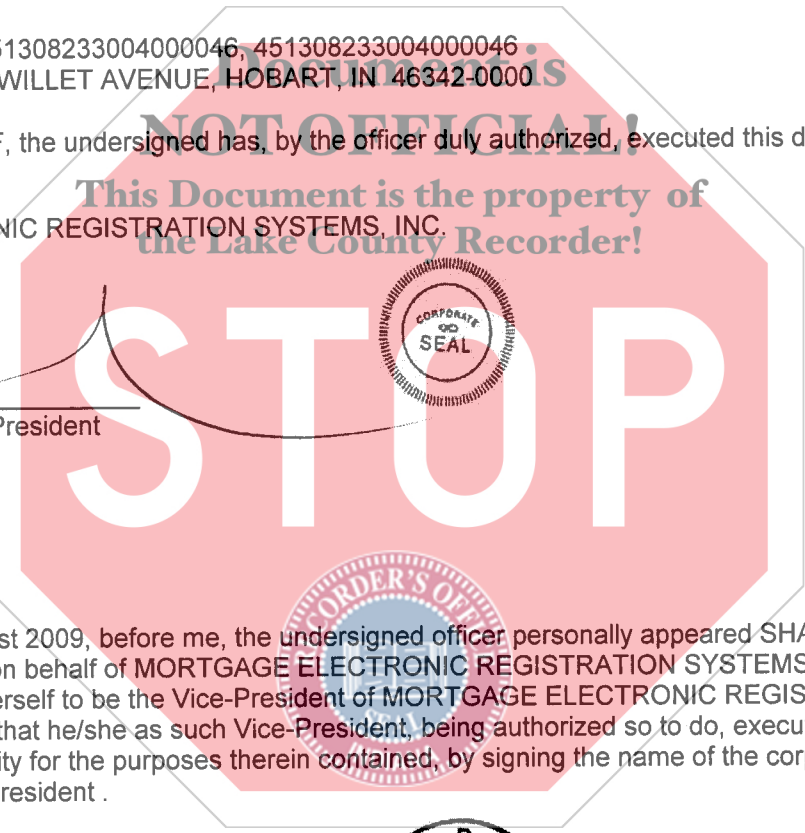 51308233004000046, 451308233004000046
WILLET AVENUE, HOBART, IN 46342-0000
Document is
F, the undersigned has, by the officer duly authorized, executed this d
NOT OFFICIAL!
This Document is the property of
NIC REGISTRATION SYSTEMS, INC.
the Lake County Recorder!
CORPORATE
SEAL
STOP
President
RECORDER'S OFFICE
st 2009, before me, the undersigned officer personally appeared SHA
on behalf of MORTGAGE ELECTRONIC REGISTRATION SYSTEMS
erself to be the Vice-President of MORTGAGE ELECTRONIC REGIS
that he/she as such Vice-President, being authorized so to do, execu
SEAL
ity for the purposes therein contained, by signing the name of the corp
INDIANA
resident .